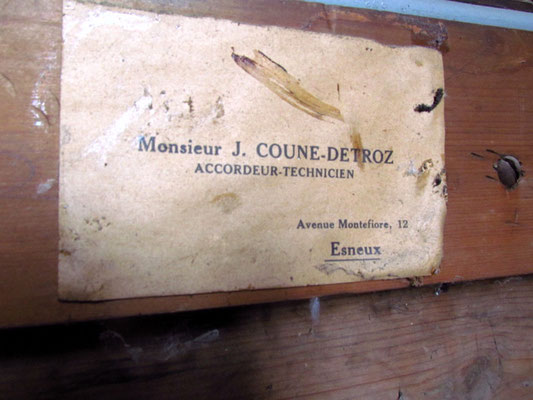 Monsieur J. COUNE-DETROZ
ACCORDEUR-TECHNICIEN
Avenue Montefiore, 12
Esneux